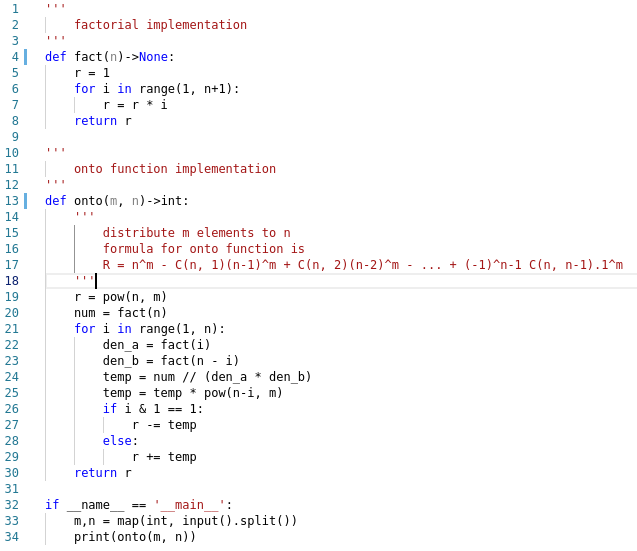 1 '''
2     factorial implementation
3 '''
4 def fact(n)->None:
5     r = 1
6     for i in range(1, n+1):
7         r = r * i
8     return r
9
10 '''
11     onto function implementation
12 '''
13 def onto(m, n)->int:
14     '''
15         distribute m elements to n
16         formula for onto function is
17         R = n^m - C(n, 1)(n-1)^m + C(n, 2)(n-2)^m - ... + (-1)^n-1 C(n, n-1).1^m
18     '''
19     r = pow(n, m)
20     num = fact(n)
21     for i in range(1, n):
22         den_a = fact(i)
23         den_b = fact(n - i)
24         temp = num // (den_a * den_b)
25         temp = temp * pow(n-i, m)
26         if i & 1 == 1:
27             r -= temp
28         else:
29             r += temp
30     return r
31
32 if __name__ == '__main__':
33     m,n = map(int, input().split())
34     print(onto(m, n))